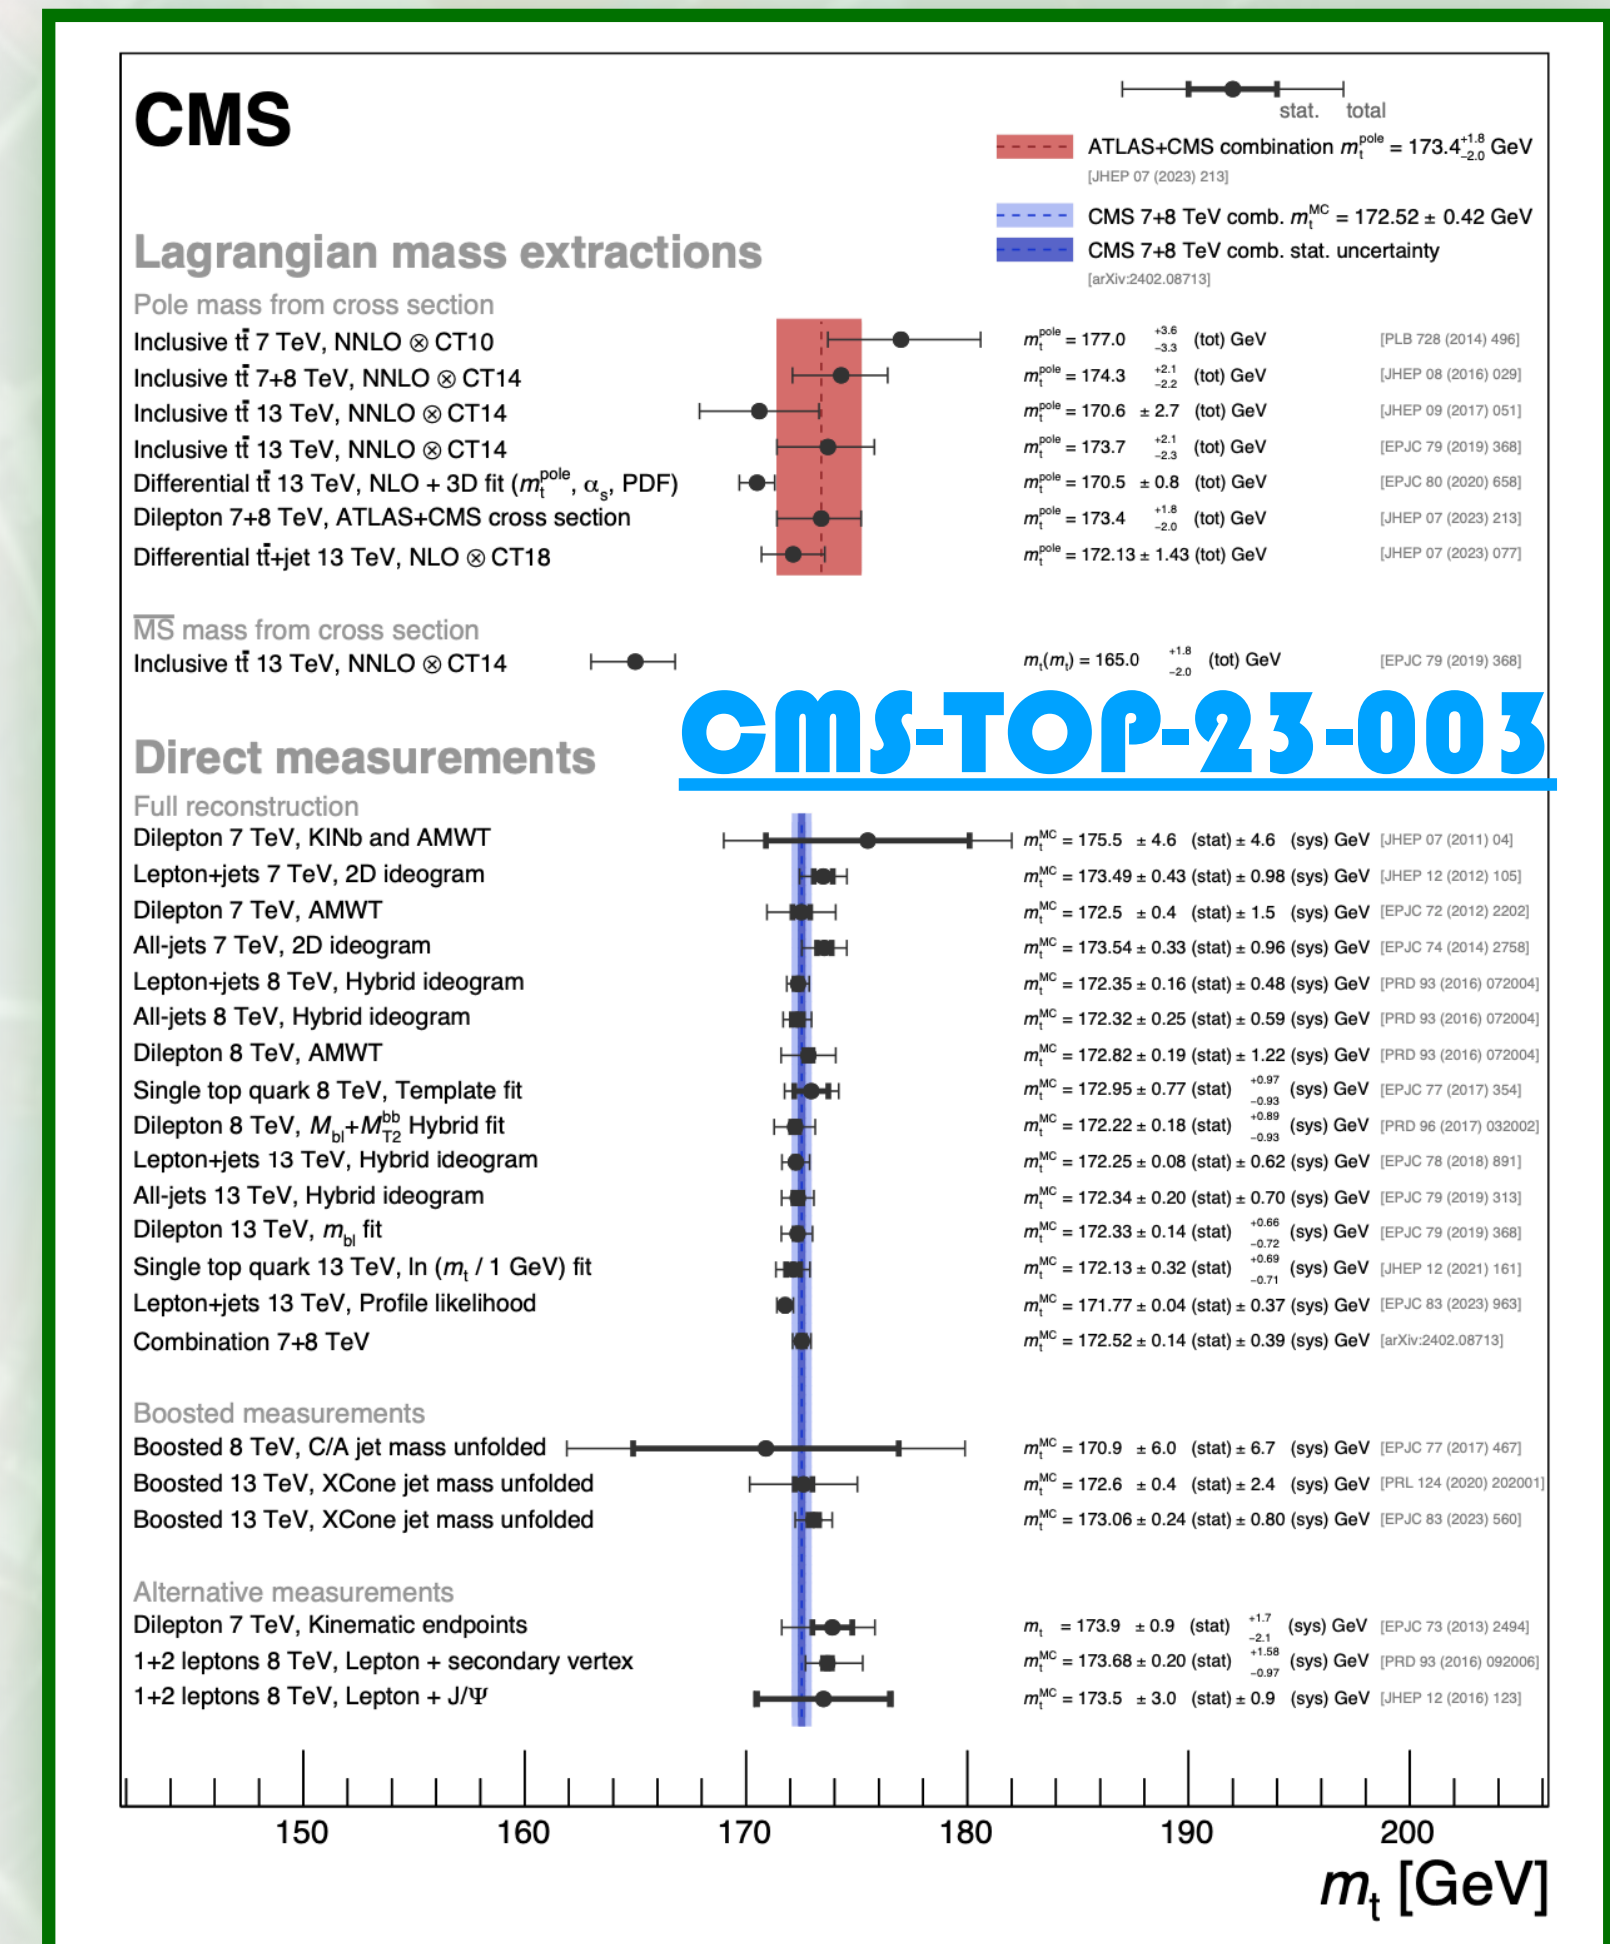 CMS
stat. total
ATLAS+CMS combination m_t^pole = 173.4 +1.8 −2.0 GeV
[JHEP 07 (2023) 213]
CMS 7+8 TeV comb. m_t^MC = 172.52 ± 0.42 GeV
CMS 7+8 TeV comb. stat. uncertainty
[arXiv:2402.08713]
Lagrangian mass extractions
Pole mass from cross section
Inclusive tt̄ 7 TeV, NNLO ⊗ CT10 m_t^pole = 177.0 +3.6 −3.3 (tot) GeV [PLB 728 (2014) 496]
Inclusive tt̄ 7+8 TeV, NNLO ⊗ CT14 m_t^pole = 174.3 +2.1 −2.2 (tot) GeV [JHEP 08 (2016) 029]
Inclusive tt̄ 13 TeV, NNLO ⊗ CT14 m_t^pole = 170.6 ± 2.7 (tot) GeV [JHEP 09 (2017) 051]
Inclusive tt̄ 13 TeV, NNLO ⊗ CT14 m_t^pole = 173.7 +2.1 −2.3 (tot) GeV [EPJC 79 (2019) 368]
Differential tt̄ 13 TeV, NLO + 3D fit (m_t^pole, α_s, PDF) m_t^pole = 170.5 ± 0.8 (tot) GeV [EPJC 80 (2020) 658]
Dilepton 7+8 TeV, ATLAS+CMS cross section m_t^pole = 173.4 +1.8 −2.0 (tot) GeV [JHEP 07 (2023) 213]
Differential tt̄+jet 13 TeV, NLO ⊗ CT18 m_t^pole = 172.13 ± 1.43 (tot) GeV [JHEP 07 (2023) 077]
M̅S̅ mass from cross section
Inclusive tt̄ 13 TeV, NNLO ⊗ CT14 m_t(m_t) = 165.0 +1.8 −2.0 (tot) GeV [EPJC 79 (2019) 368]
CMS-TOP-23-003
Direct measurements
Full reconstruction
Dilepton 7 TeV, KINb and AMWT m_t^MC = 175.5 ± 4.6 (stat) ± 4.6 (sys) GeV [JHEP 07 (2011) 04]
Lepton+jets 7 TeV, 2D ideogram m_t^MC = 173.49 ± 0.43 (stat) ± 0.98 (sys) GeV [JHEP 12 (2012) 105]
Dilepton 7 TeV, AMWT m_t^MC = 172.5 ± 0.4 (stat) ± 1.5 (sys) GeV [EPJC 72 (2012) 2202]
All-jets 7 TeV, 2D ideogram m_t^MC = 173.54 ± 0.33 (stat) ± 0.96 (sys) GeV [EPJC 74 (2014) 2758]
Lepton+jets 8 TeV, Hybrid ideogram m_t^MC = 172.35 ± 0.16 (stat) ± 0.48 (sys) GeV [PRD 93 (2016) 072004]
All-jets 8 TeV, Hybrid ideogram m_t^MC = 172.32 ± 0.25 (stat) ± 0.59 (sys) GeV [PRD 93 (2016) 072004]
Dilepton 8 TeV, AMWT m_t^MC = 172.82 ± 0.19 (stat) ± 1.22 (sys) GeV [PRD 93 (2016) 072004]
Single top quark 8 TeV, Template fit m_t^MC = 172.95 ± 0.77 (stat) +0.97 −0.93 (sys) GeV [EPJC 77 (2017) 354]
Dilepton 8 TeV, M_bl+M_T2^bb Hybrid fit m_t^MC = 172.22 ± 0.18 (stat) +0.89 −0.93 (sys) GeV [PRD 96 (2017) 032002]
Lepton+jets 13 TeV, Hybrid ideogram m_t^MC = 172.25 ± 0.08 (stat) ± 0.62 (sys) GeV [EPJC 78 (2018) 891]
All-jets 13 TeV, Hybrid ideogram m_t^MC = 172.34 ± 0.20 (stat) ± 0.70 (sys) GeV [EPJC 79 (2019) 313]
Dilepton 13 TeV, m_bl fit m_t^MC = 172.33 ± 0.14 (stat) +0.66 −0.72 (sys) GeV [EPJC 79 (2019) 368]
Single top quark 13 TeV, ln (m_t / 1 GeV) fit m_t^MC = 172.13 ± 0.32 (stat) +0.69 −0.71 (sys) GeV [JHEP 12 (2021) 161]
Lepton+jets 13 TeV, Profile likelihood m_t^MC = 171.77 ± 0.04 (stat) ± 0.37 (sys) GeV [EPJC 83 (2023) 963]
Combination 7+8 TeV m_t^MC = 172.52 ± 0.14 (stat) ± 0.39 (sys) GeV [arXiv:2402.08713]
Boosted measurements
Boosted 8 TeV, C/A jet mass unfolded m_t^MC = 170.9 ± 6.0 (stat) ± 6.7 (sys) GeV [EPJC 77 (2017) 467]
Boosted 13 TeV, XCone jet mass unfolded m_t^MC = 172.6 ± 0.4 (stat) ± 2.4 (sys) GeV [PRL 124 (2020) 202001]
Boosted 13 TeV, XCone jet mass unfolded m_t^MC = 173.06 ± 0.24 (stat) ± 0.80 (sys) GeV [EPJC 83 (2023) 560]
Alternative measurements
Dilepton 7 TeV, Kinematic endpoints m_t = 173.9 ± 0.9 (stat) +1.7 −2.1 (sys) GeV [EPJC 73 (2013) 2494]
1+2 leptons 8 TeV, Lepton + secondary vertex m_t^MC = 173.68 ± 0.20 (stat) +1.58 −0.97 (sys) GeV [PRD 93 (2016) 092006]
1+2 leptons 8 TeV, Lepton + J/Ψ m_t^MC = 173.5 ± 3.0 (stat) ± 0.9 (sys) GeV [JHEP 12 (2016) 123]
150 160 170 180 190 200
m_t [GeV]